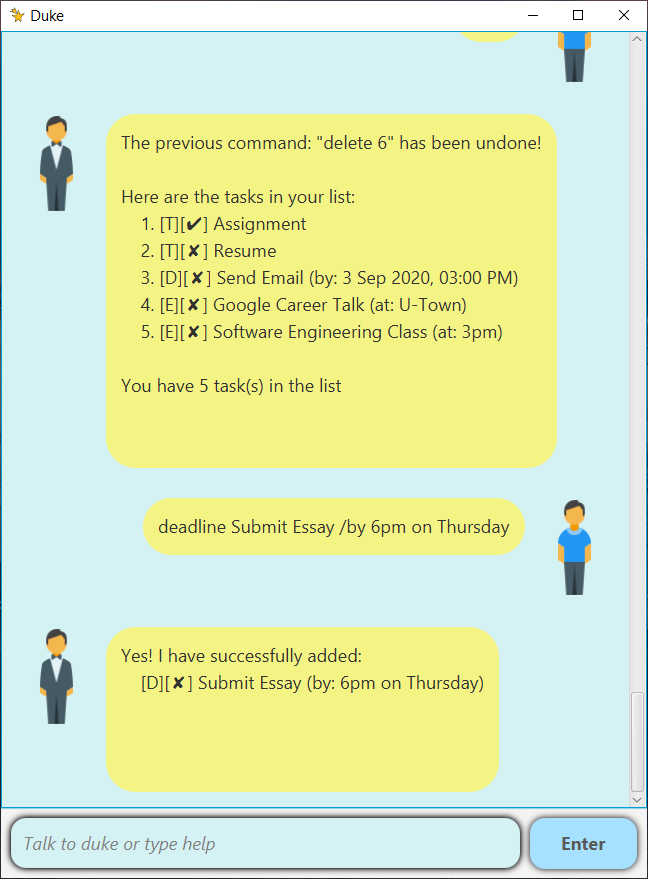 Duke
The previous command: "delete 6" has been undone!
Here are the tasks in your list:
1. [T][✔] Assignment
2. [T][✘] Resume
3. [D][✘] Send Email (by: 3 Sep 2020, 03:00 PM)
4. [E][✘] Google Career Talk (at: U-Town)
5. [E][✘] Software Engineering Class (at: 3pm)
You have 5 task(s) in the list
deadline Submit Essay /by 6pm on Thursday
Yes! I have successfully added:
[D][✘] Submit Essay (by: 6pm on Thursday)
Talk to duke or type help
Enter